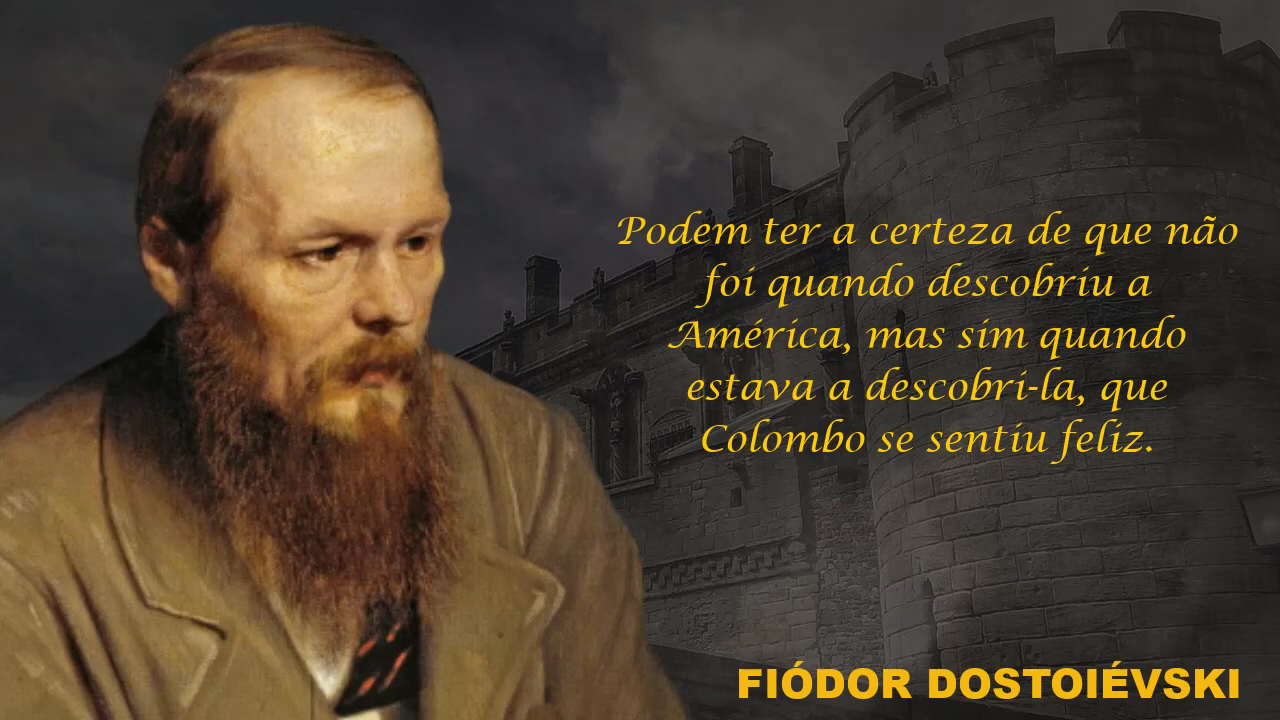 Podem ter a certeza de que não
foi quando descobriu a
América, mas sim quando
estava a descobri-la, que
Colombo se sentiu feliz.
FIÓDOR DOSTOIÉVSKI